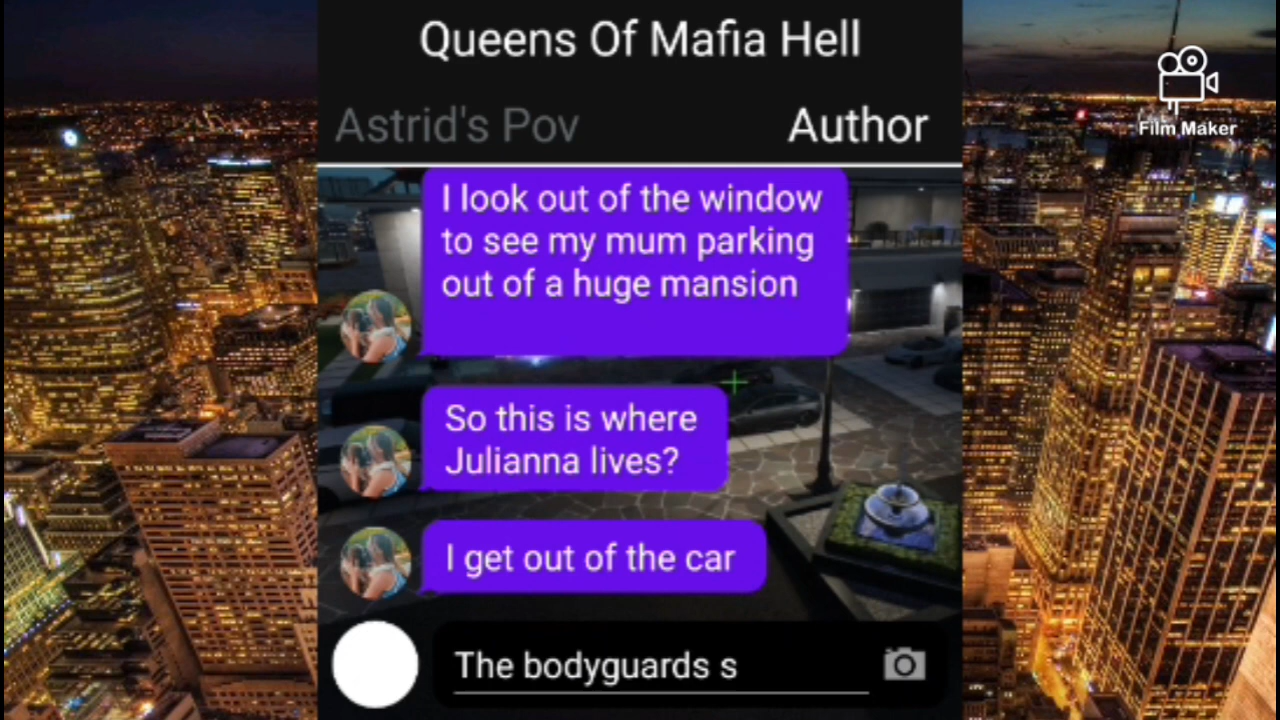 Queens Of Mafia Hell
Astrid's Pov
Author
Film Maker
I look out of the window
to see my mum parking
out of a huge mansion
So this is where
Julianna lives?
I get out of the car
The bodyguards s